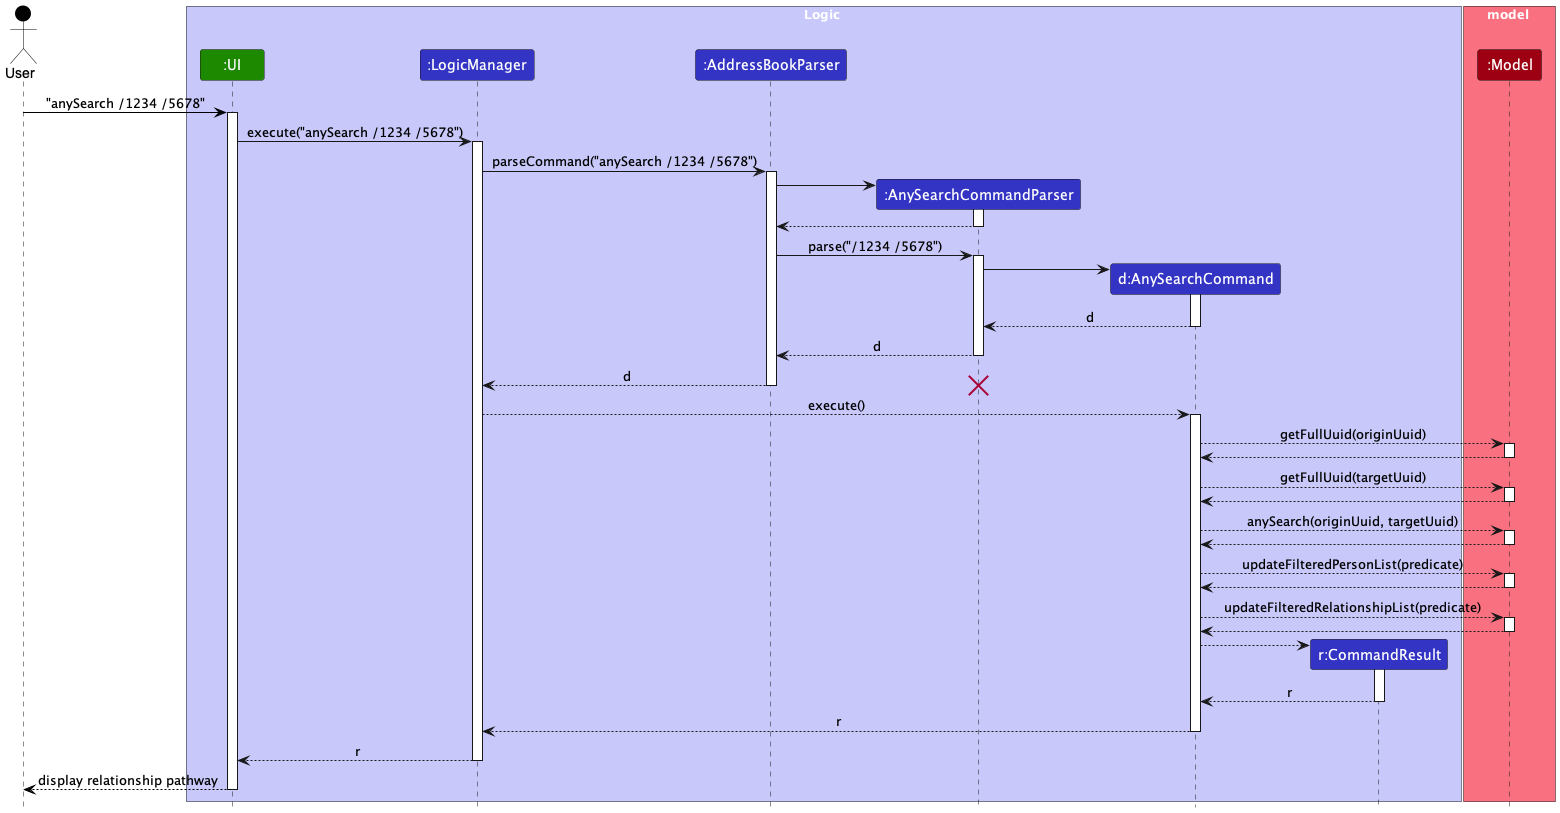 Logic
model
User
:UI
:LogicManager
:AddressBookParser
:Model
"anySearch /1234 /5678"
execute("anySearch /1234 /5678")
parseCommand("anySearch /1234 /5678")
:AnySearchCommandParser
parse("/1234 /5678")
d:AnySearchCommand
d
d
d
execute()
getFullUuid(originUuid)
getFullUuid(targetUuid)
anySearch(originUuid, targetUuid)
updateFilteredPersonList(predicate)
updateFilteredRelationshipList(predicate)
r:CommandResult
r
r
r
display relationship pathway